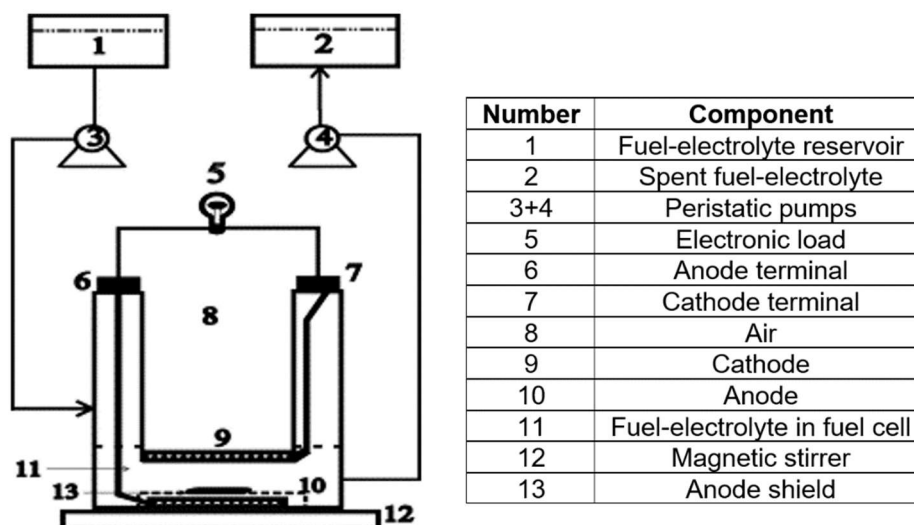 1
2
3
4
5
6
7
8
9
11
10
13
12
Number Component
1 Fuel-electrolyte reservoir
2 Spent fuel-electrolyte
3+4 Peristatic pumps
5 Electronic load
6 Anode terminal
7 Cathode terminal
8 Air
9 Cathode
10 Anode
11 Fuel-electrolyte in fuel cell
12 Magnetic stirrer
13 Anode shield